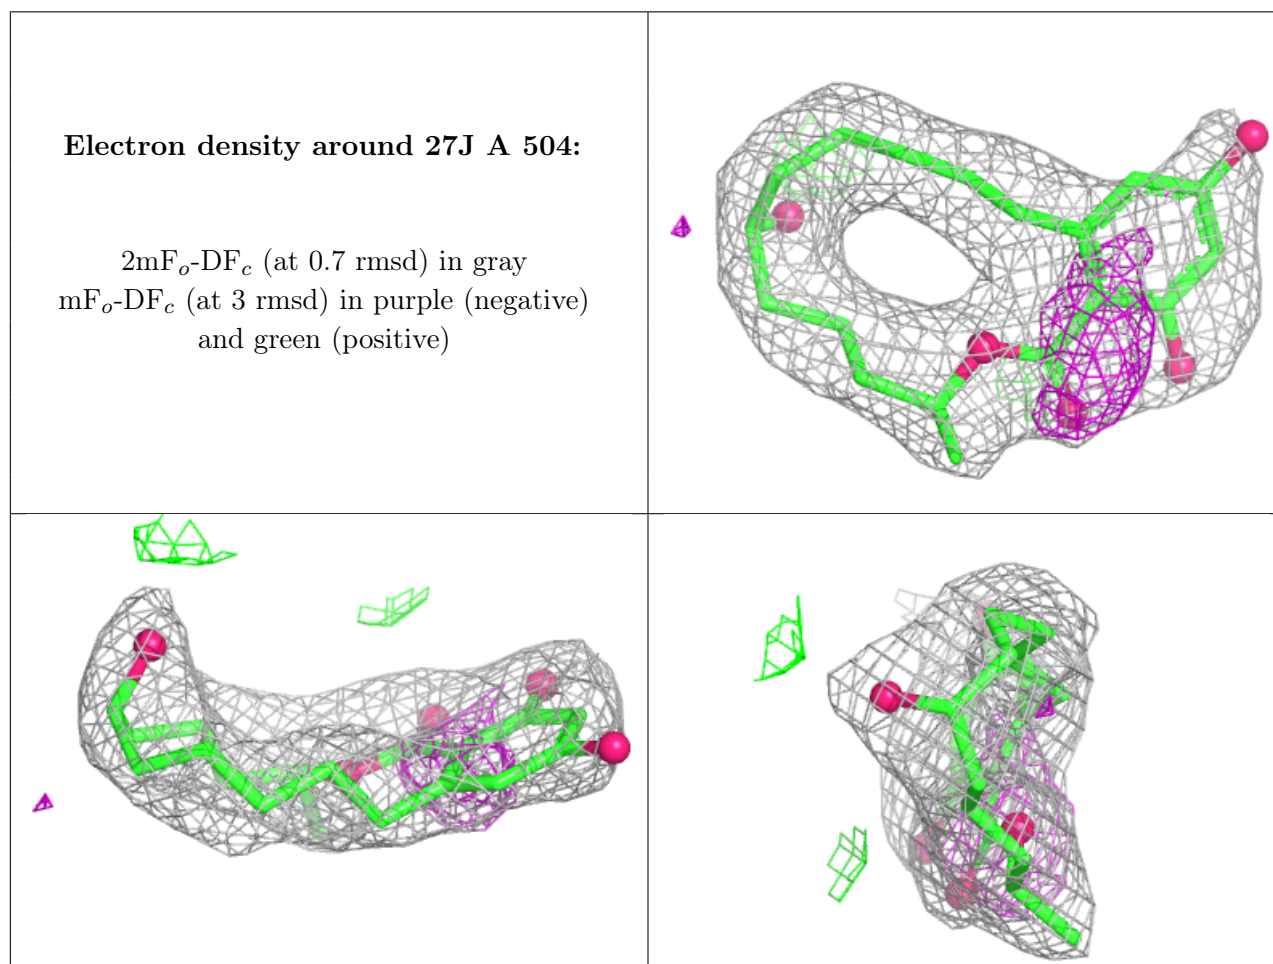 Electron density around 27J A 504:
2mFo-DFc (at 0.7 rmsd) in gray
mFo-DFc (at 3 rmsd) in purple (negative)
and green (positive)